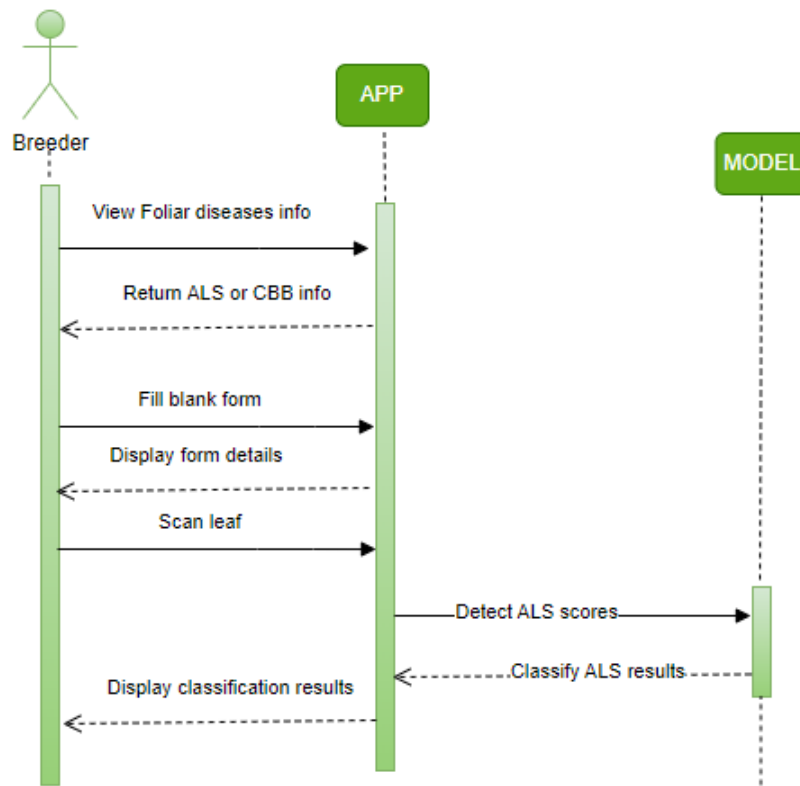 APP
Breeder
MODEL
View Foliar diseases info
Return ALS or CBB info
Fill blank form
Display form details
Scan leaf
Detect ALS scores
Classify ALS results
Display classification results